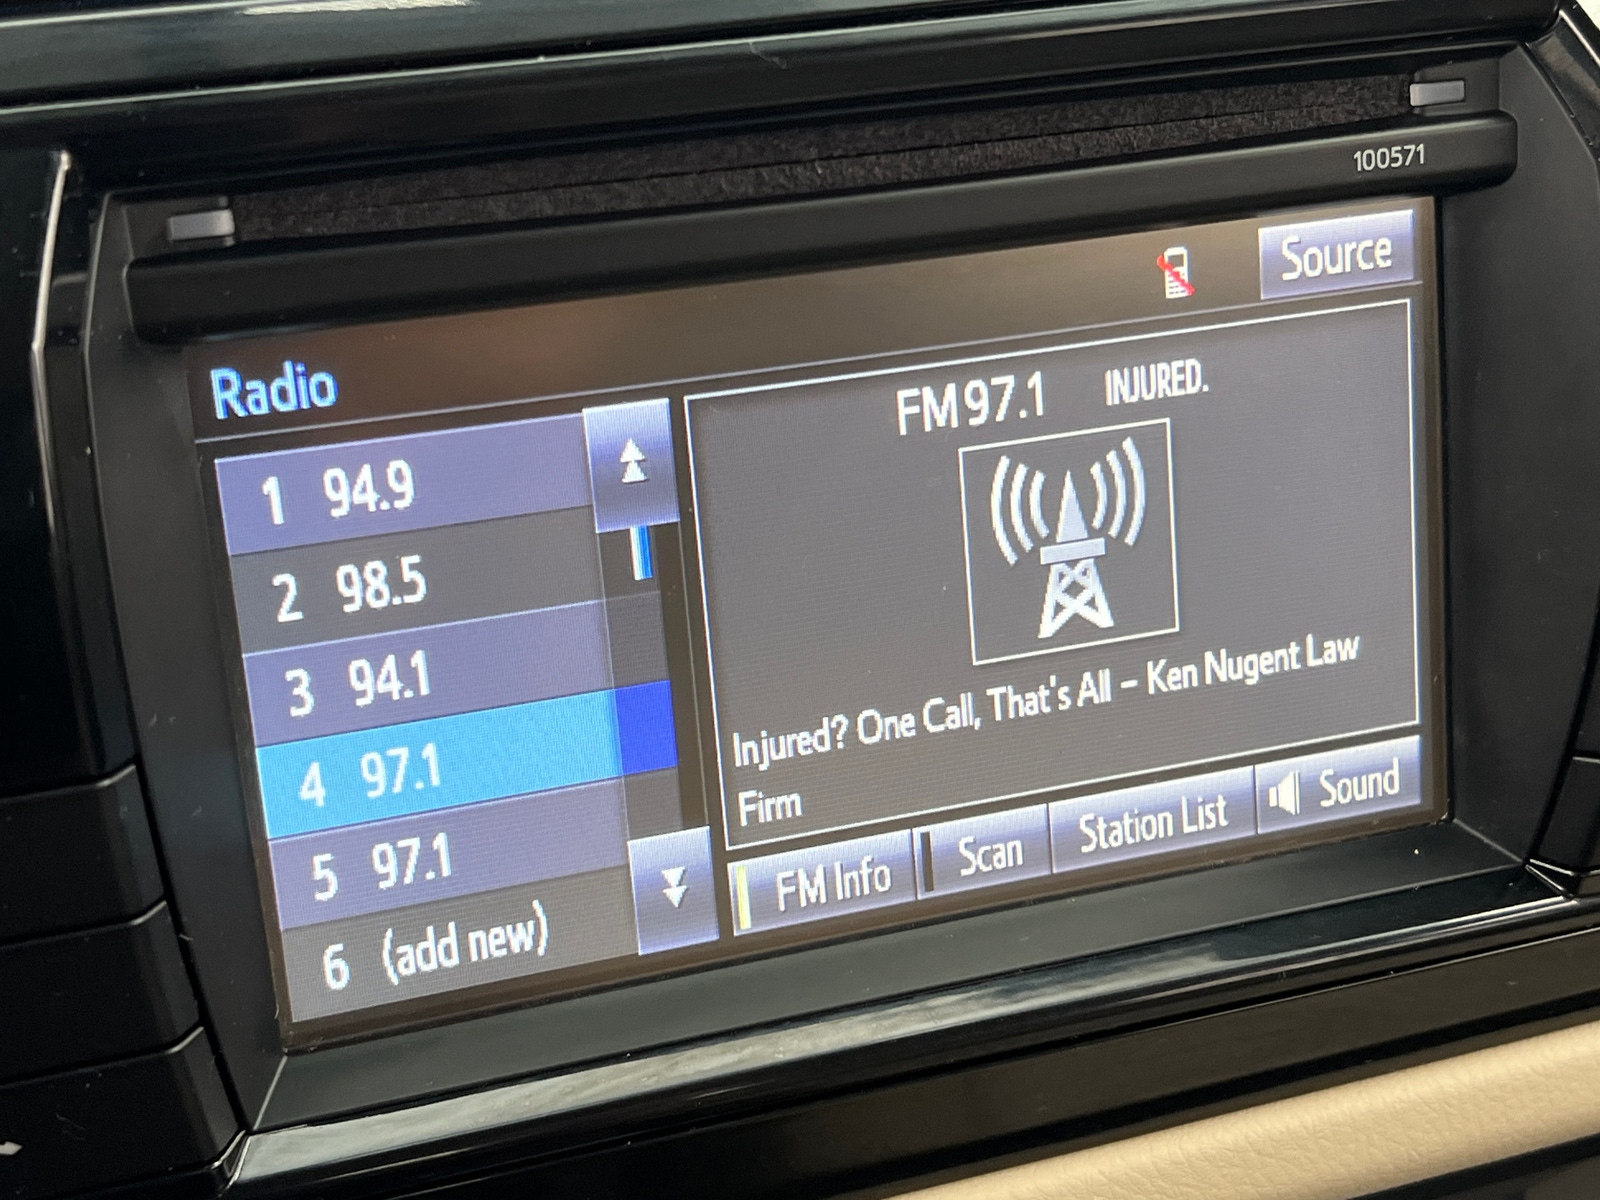 100571
Source
Radio
1 94.9
2 98.5
3 94.1
4 97.1
5 97.1
6 (add new)
FM 97.1 INJURED.
Injured? One Call, That's All – Ken Nugent Law
Firm
FM Info
Scan
Station List
Sound